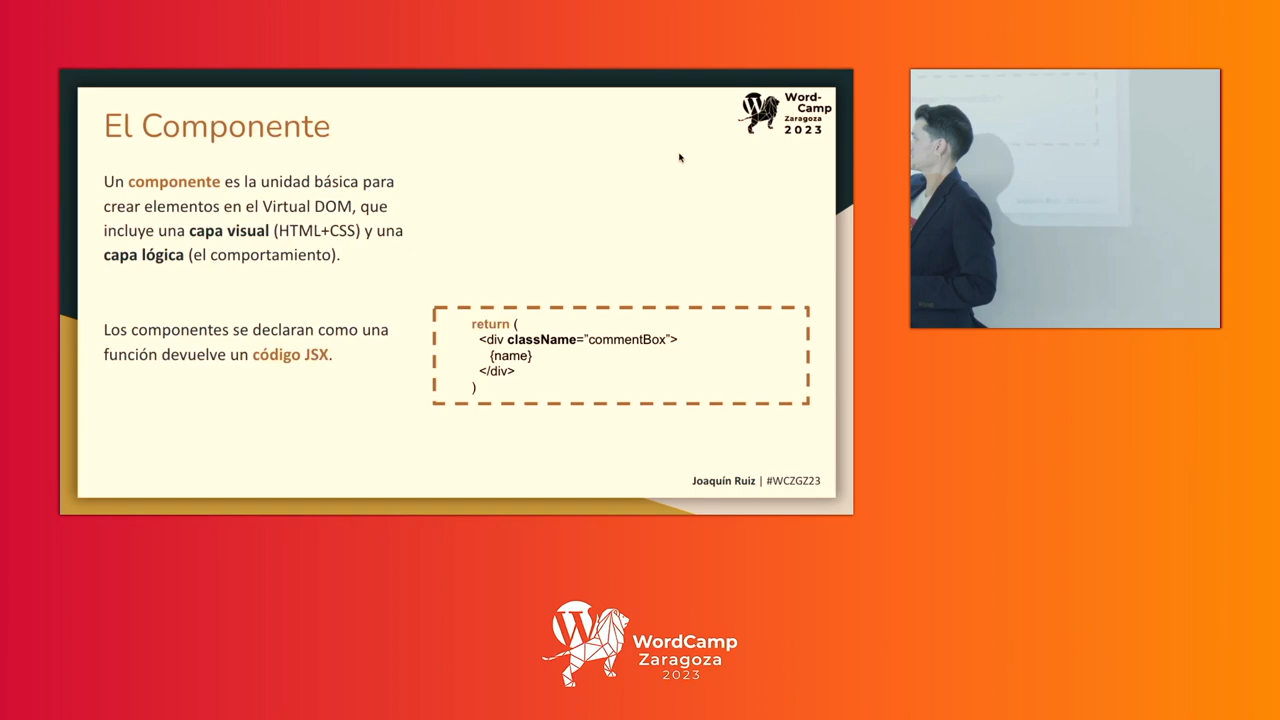 El Componente
Word-
Camp
Zaragoza
2023
Un componente es la unidad básica para
crear elementos en el Virtual DOM, que
incluye una capa visual (HTML+CSS) y una
capa lógica (el comportamiento).
Los componentes se declaran como una
función devuelve un código JSX.
return (
<div className="commentBox">
{name}
</div>
)
Joaquín Ruiz | #WCZGZ23
WordCamp
Zaragoza
2023